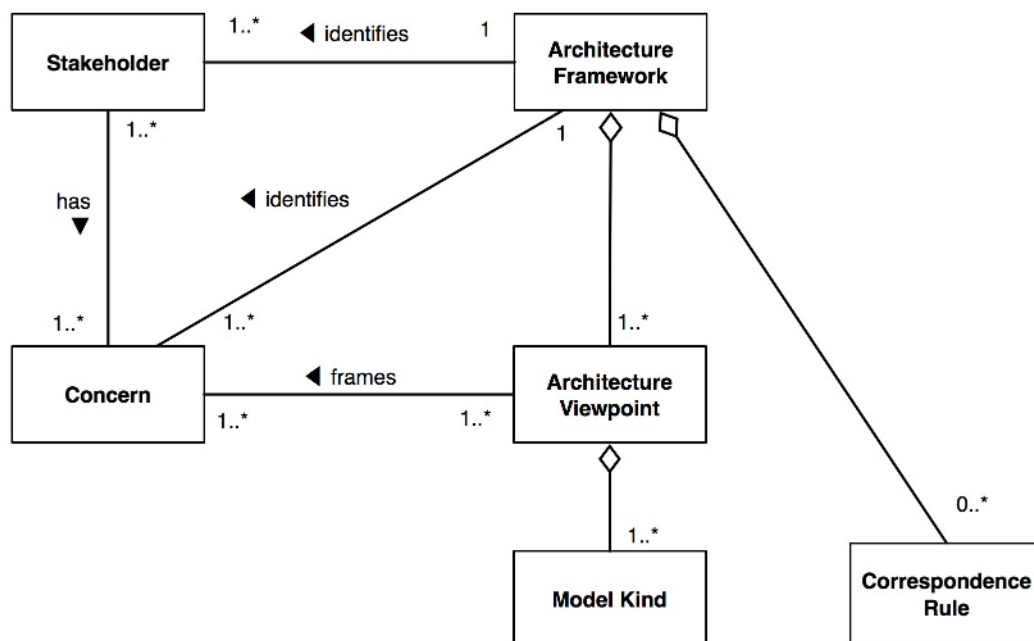 1..*
◀ identifies
1
Stakeholder
Architecture
Framework
1..*
1
has
▼
◀ identifies
1..*
1..*
1..*
Concern
◀ frames
Architecture
Viewpoint
1..*
1..*
1..*
0..*
Model Kind
Correspondence
Rule